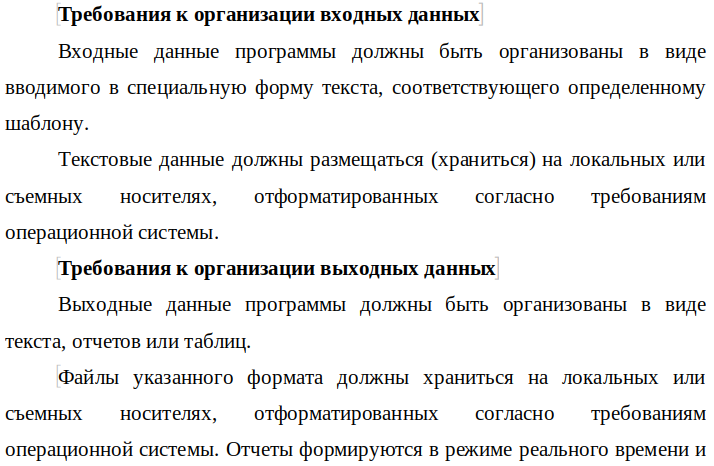 Требования к организации входных данных
Входные данные программы должны быть организованы в виде
вводимого в специальную форму текста, соответствующего определенному
шаблону.
Текстовые данные должны размещаться (храниться) на локальных или
съемных носителях, отформатированных согласно требованиям
операционной системы.
Требования к организации выходных данных
Выходные данные программы должны быть организованы в виде
текста, отчетов или таблиц.
Файлы указанного формата должны храниться на локальных или
съемных носителях, отформатированных согласно требованиям
операционной системы. Отчеты формируются в режиме реального времени и